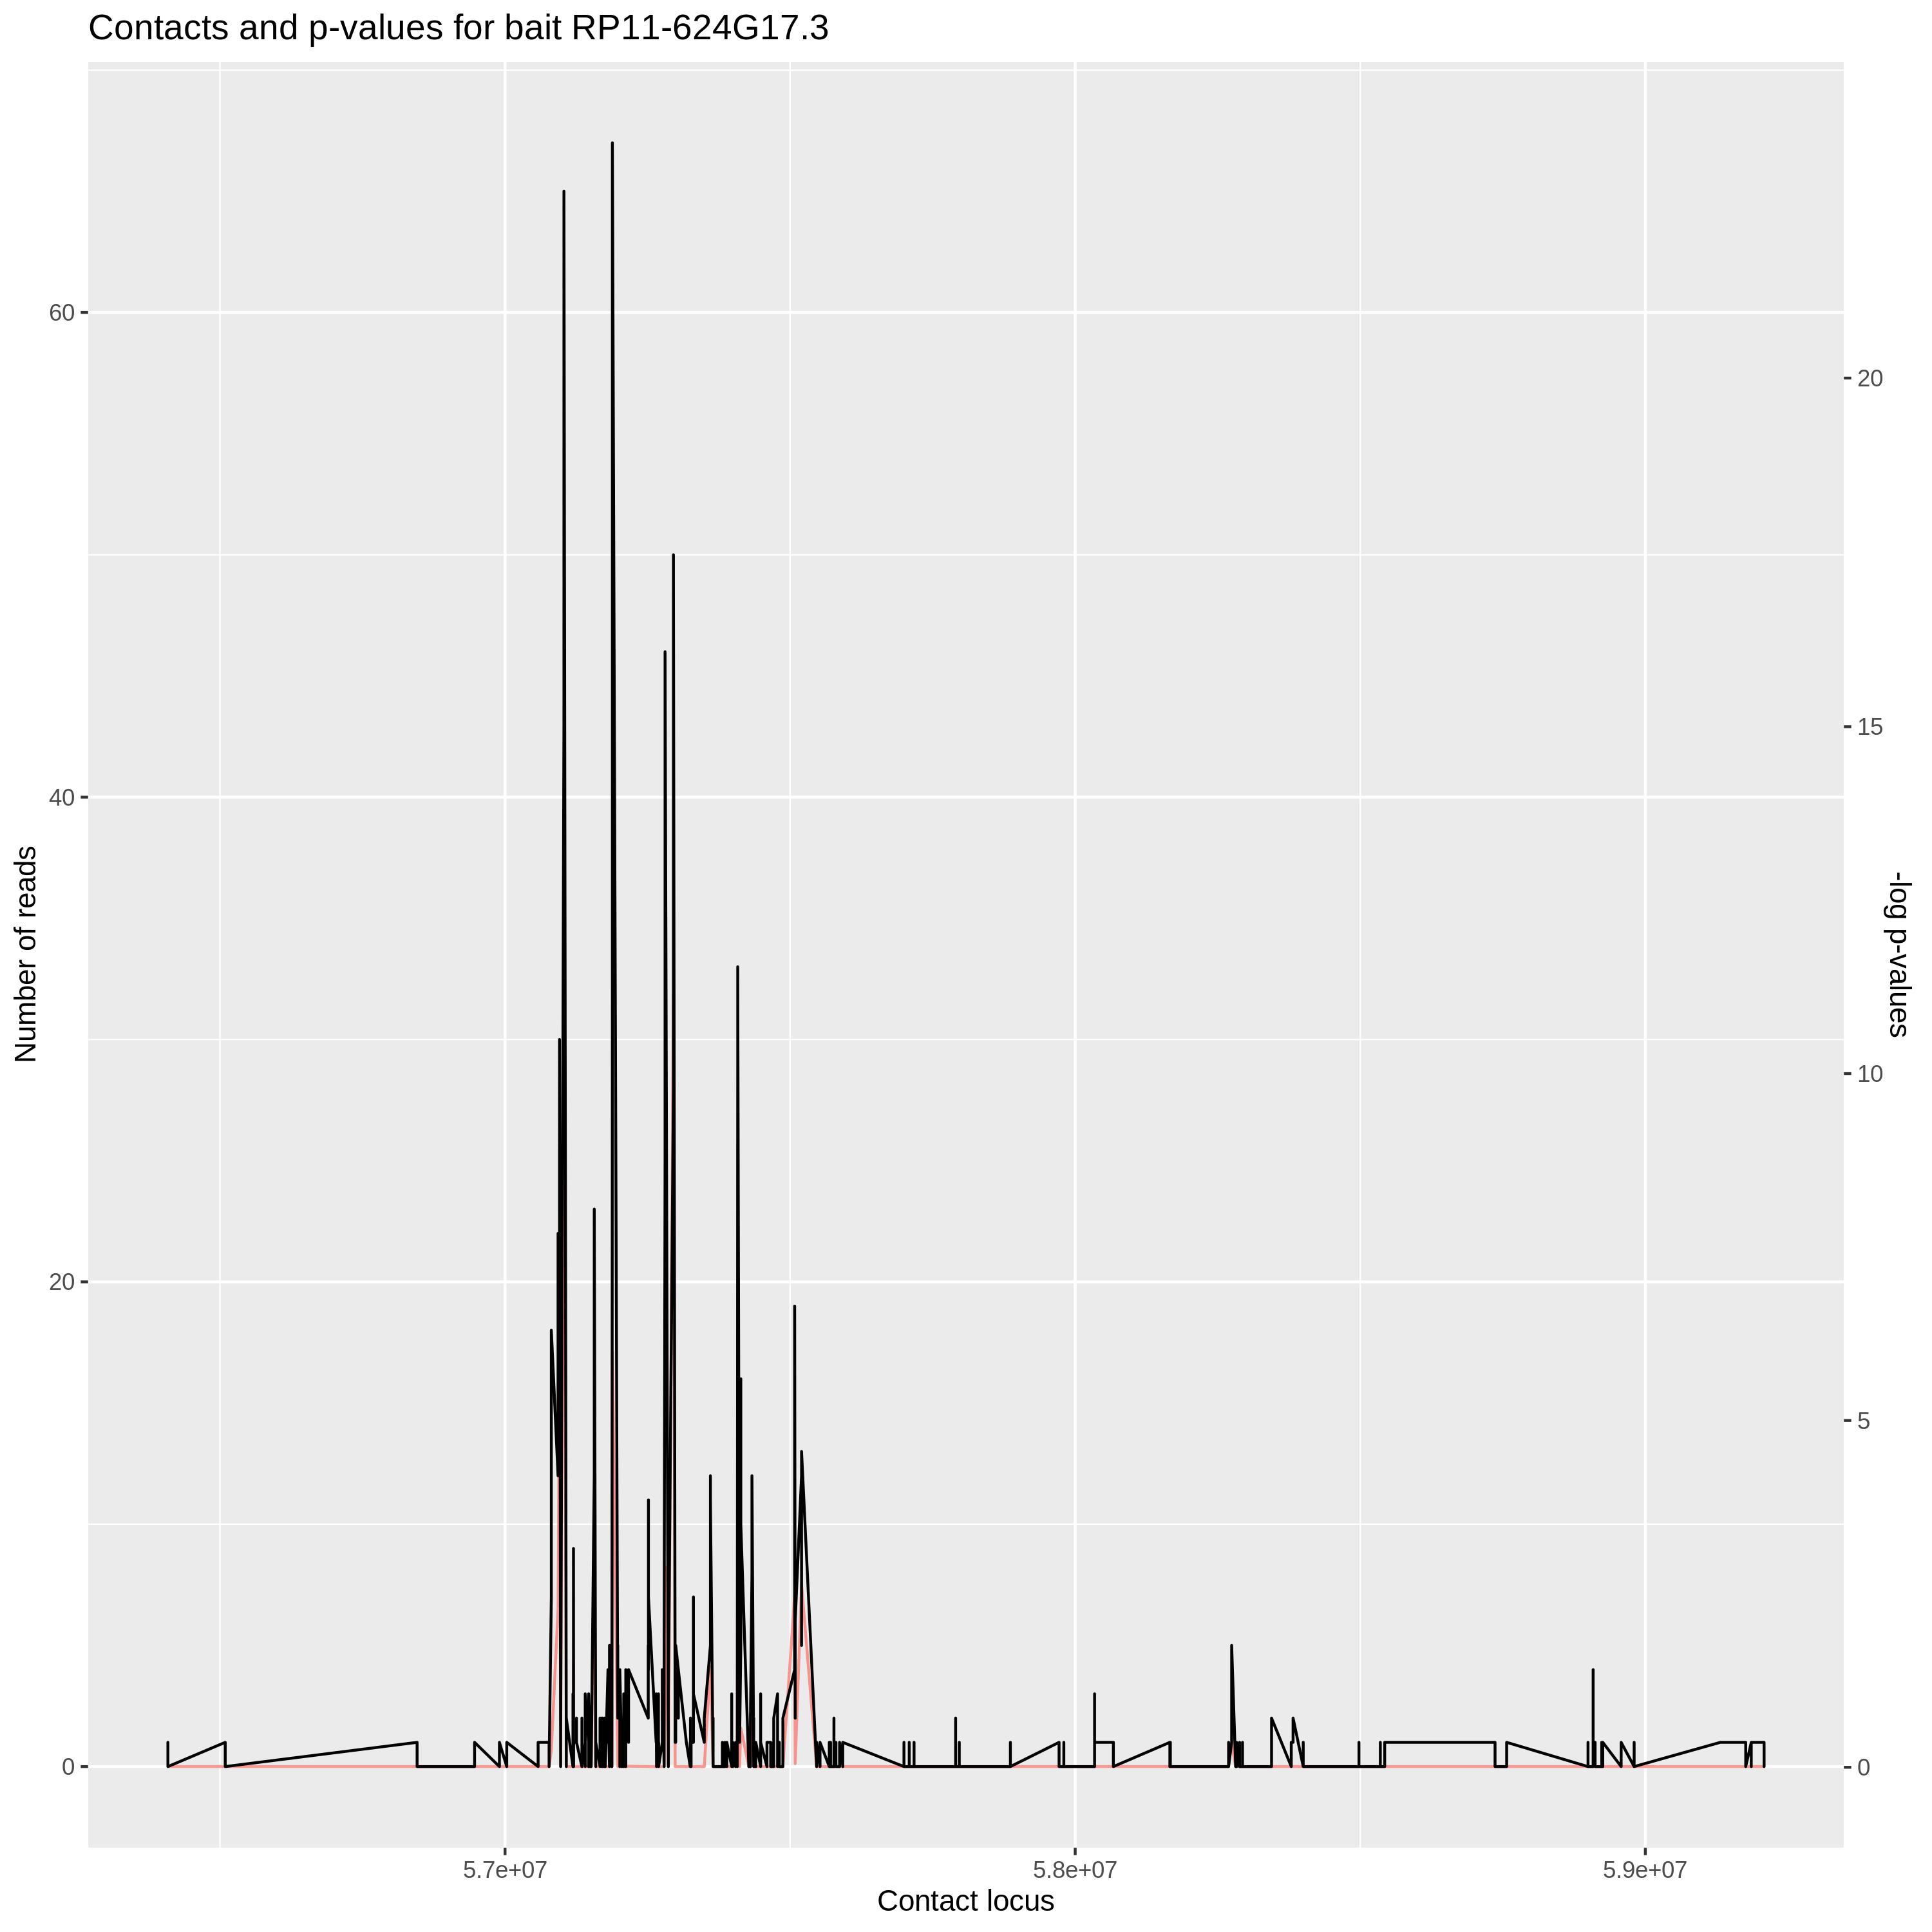 Contacts and p-values for bait RP11-624G17.3
60
40
20
0
Number of reads
20
15
10
5
0
-log p-values
5.7e+07
5.8e+07
5.9e+07
Contact locus